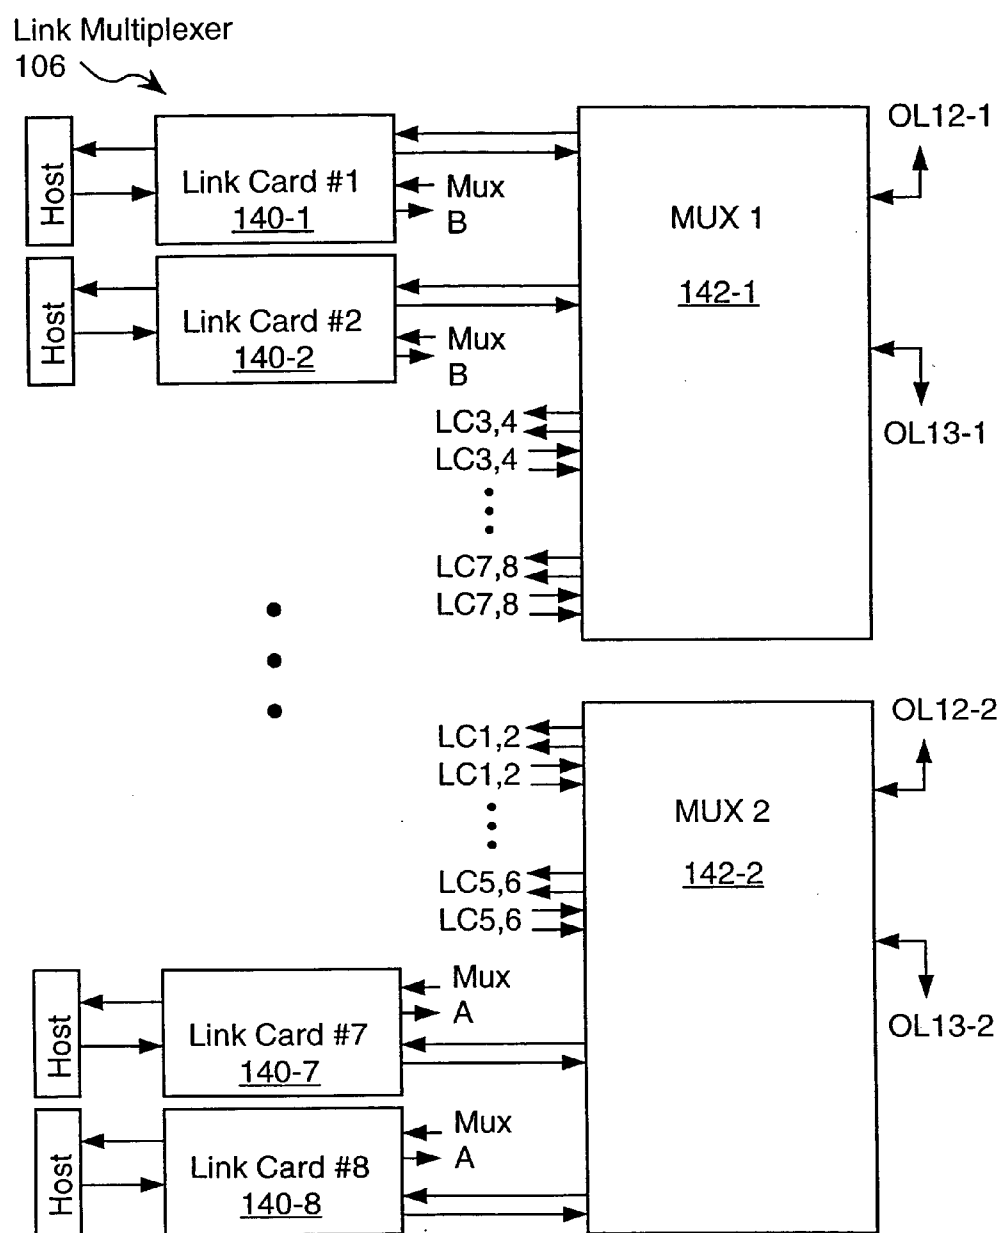 Link Multiplexer
106
Host
Link Card #1
140-1
Mux
B
MUX 1
142-1
OL12-1
OL13-1
Host
Link Card #2
140-2
Mux
B
LC3,4
LC3,4
LC7,8
LC7,8
LC1,2
LC1,2
LC5,6
LC5,6
MUX 2
142-2
OL12-2
OL13-2
Host
Link Card #7
140-7
Mux
A
Host
Link Card #8
140-8
Mux
A